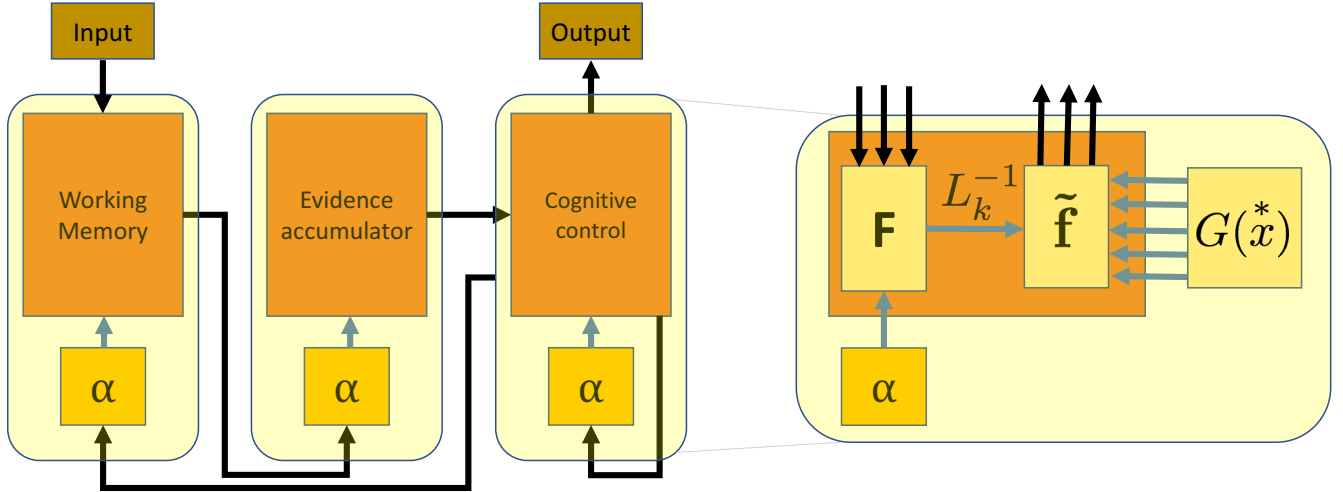 Input
Output
Working
Memory
Evidence
accumulator
Cognitive
control
α
α
α
F
L_k^{-1}
f̃
G(x^*)
α